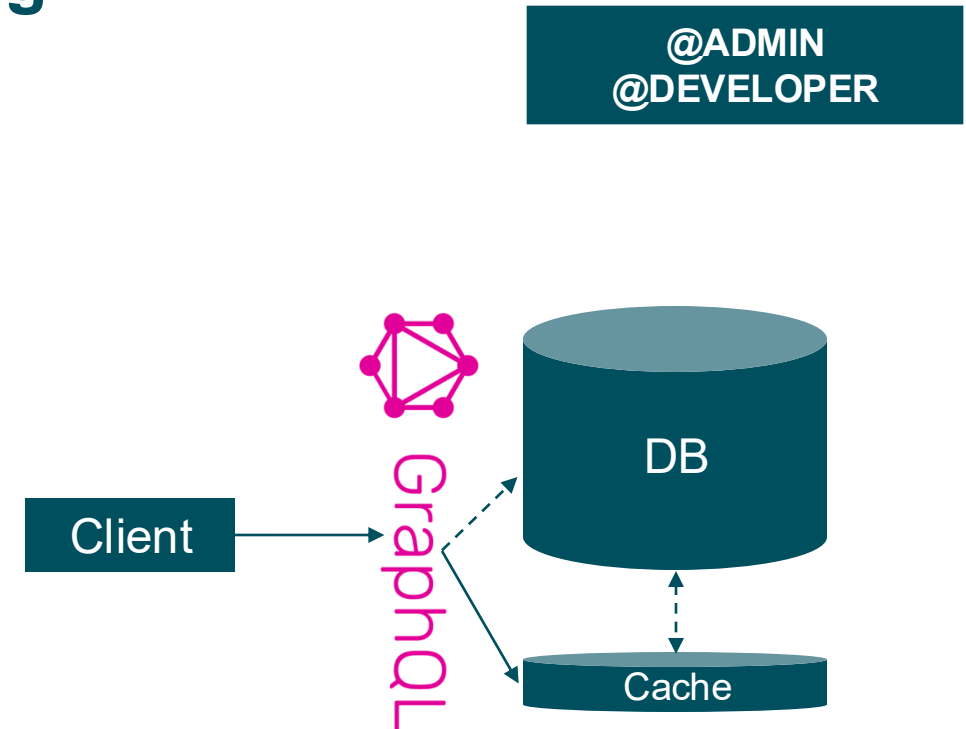 g
@ADMIN
@DEVELOPER
DB
GraphQL
Client
Cache